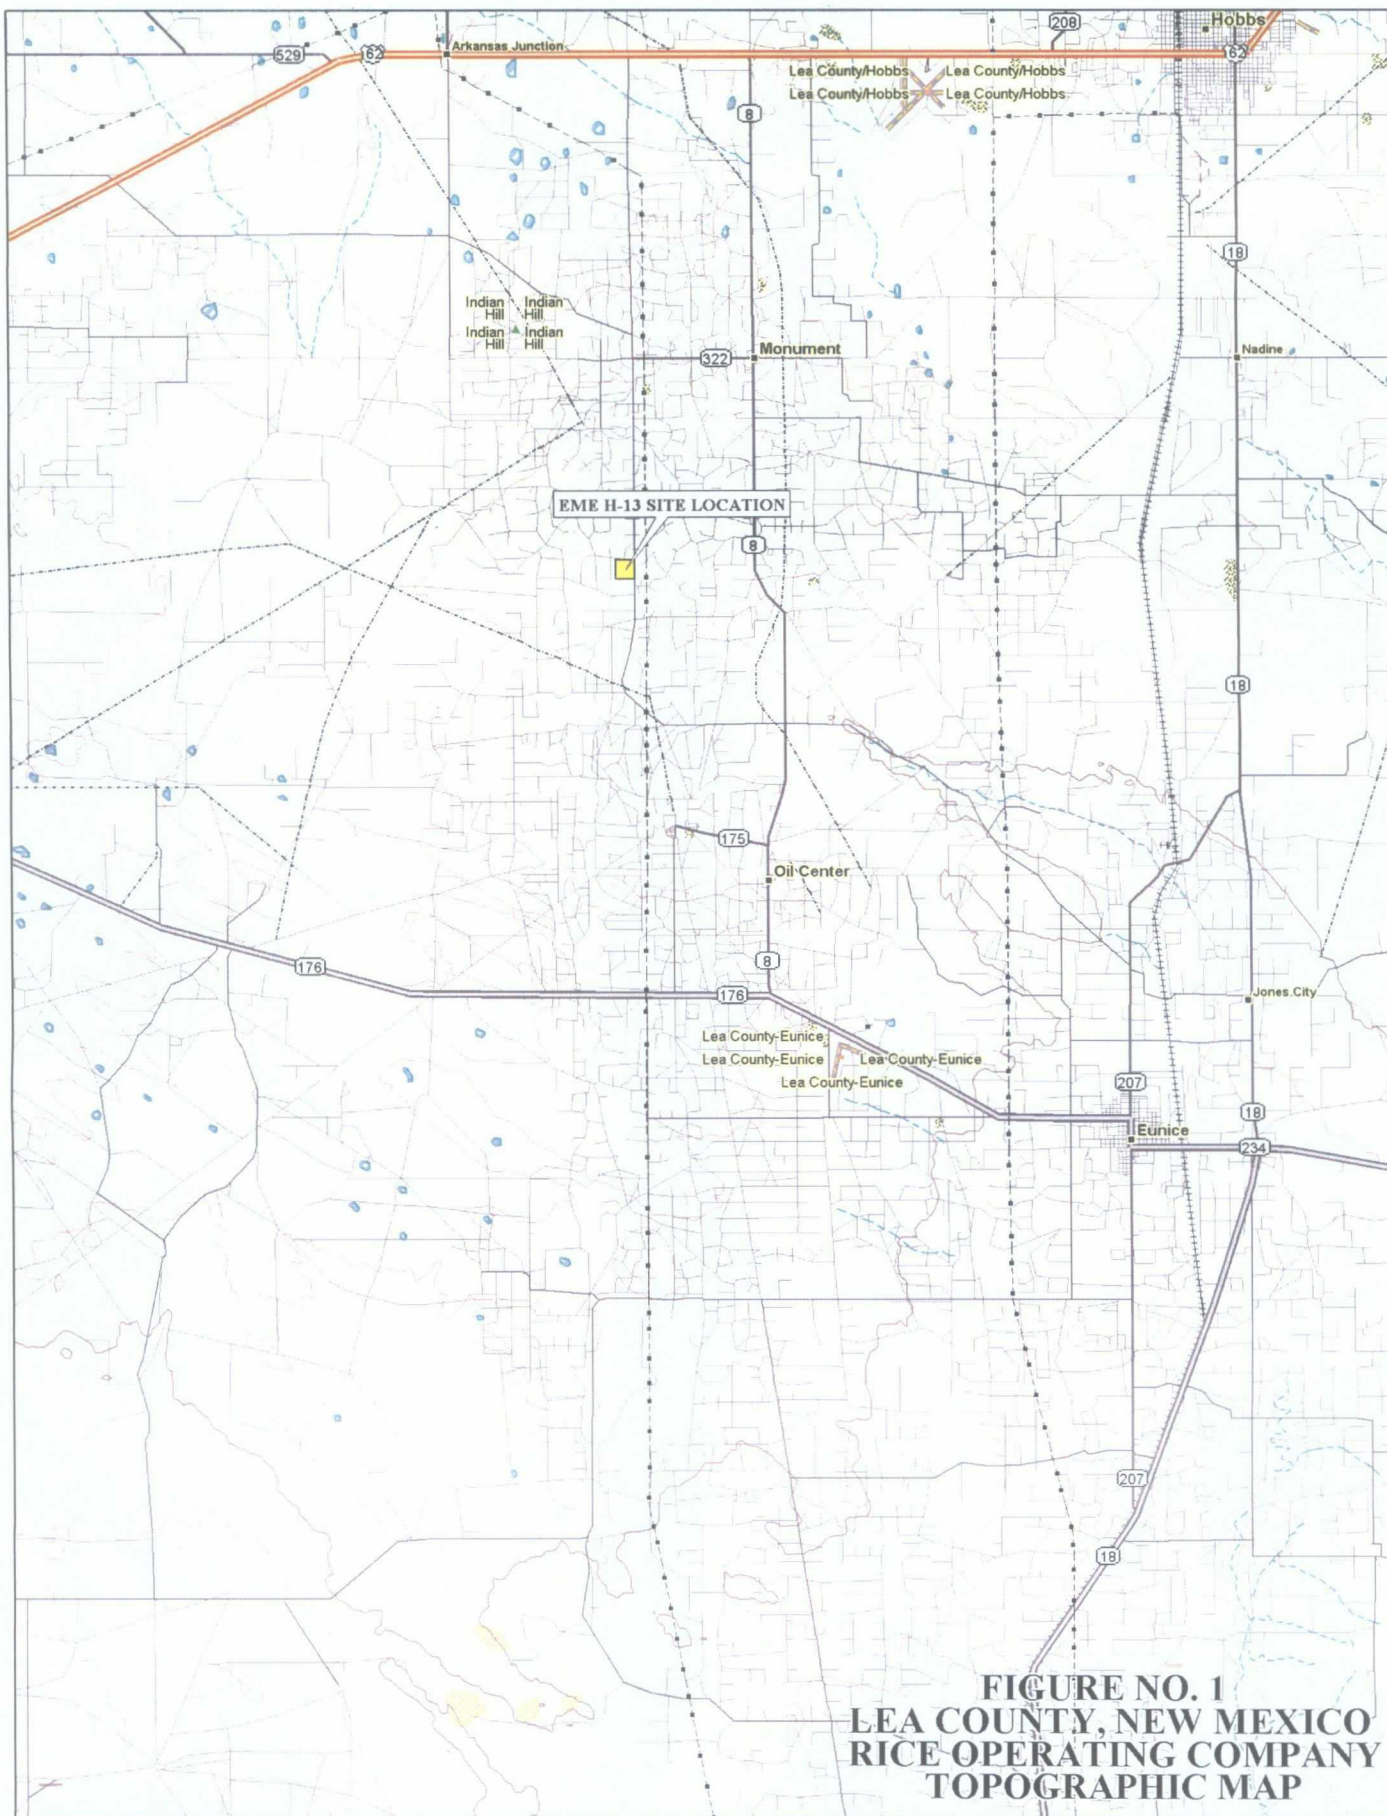 208
Hobbs
529
62
Arkansas Junction
62
Lea County/Hobbs
Lea County/Hobbs
Lea County/Hobbs
Lea County/Hobbs
8
18
Indian
Hill
Indian
Hill
Indian
Hill
Indian
Hill
322
Monument
Nadine
EME H-13 SITE LOCATION
8
18
175
Oil Center
176
8
176
Jones City
Lea County-Eunice
Lea County-Eunice
Lea County-Eunice
Lea County-Eunice
207
18
Eunice
234
207
18
FIGURE NO. 1
LEA COUNTY, NEW MEXICO
RICE OPERATING COMPANY
TOPOGRAPHIC MAP